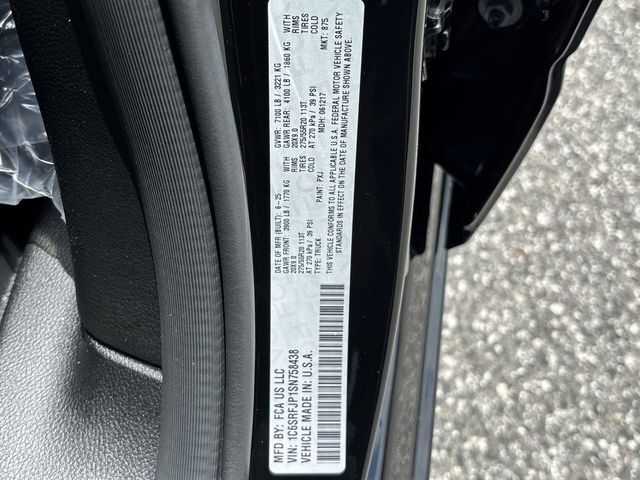 MFD BY: FCA US LLC
VIN: 1C6SRFJP1SN758438
VEHICLE MADE IN: U.S.A.
DATE OF MFR (BUILT): 6-25
GVWR: 7100 LB / 3221 KG
GAWR FRONT: 3900 LB / 1770 KG WITH
GAWR REAR: 4100 LB / 1860 KG WITH
20X9.0 RIMS
20X9.0 RIMS
275/55R20 113T TIRES
275/55R20 113T TIRES
AT 270 kPa / 39 PSI COLD
AT 270 kPa / 39 PSI COLD
TYPE: TRUCK PAINT: PXJ MDH: 061217 MKT: 875
THIS VEHICLE CONFORMS TO ALL APPLICABLE U.S.A. FEDERAL MOTOR VEHICLE SAFETY
STANDARDS IN EFFECT ON THE DATE OF MANUFACTURE SHOWN ABOVE.